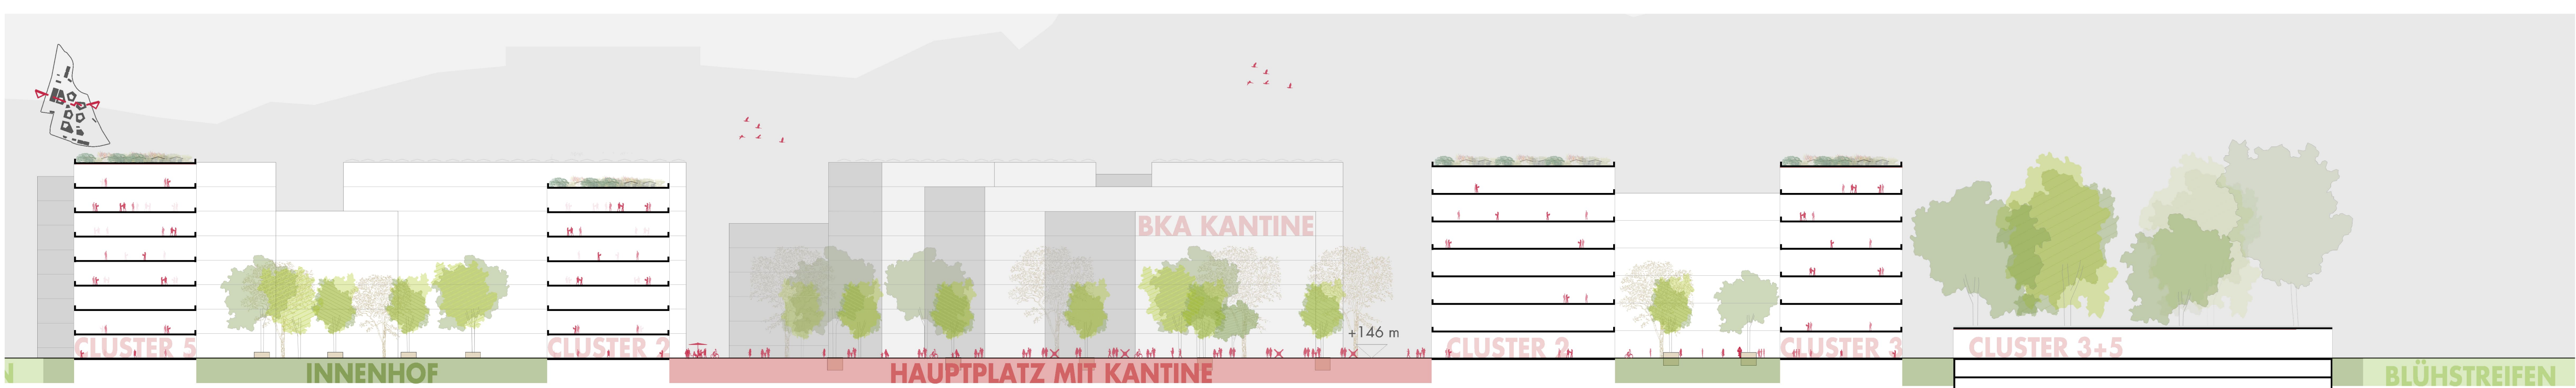 BKA KANTINE
+146 m
CLUSTER 5
CLUSTER 2
CLUSTER 2
CLUSTER 3
CLUSTER 3+5
N
INNENHOF
HAUPTPLATZ MIT KANTINE
BLÜHSTREIFEN